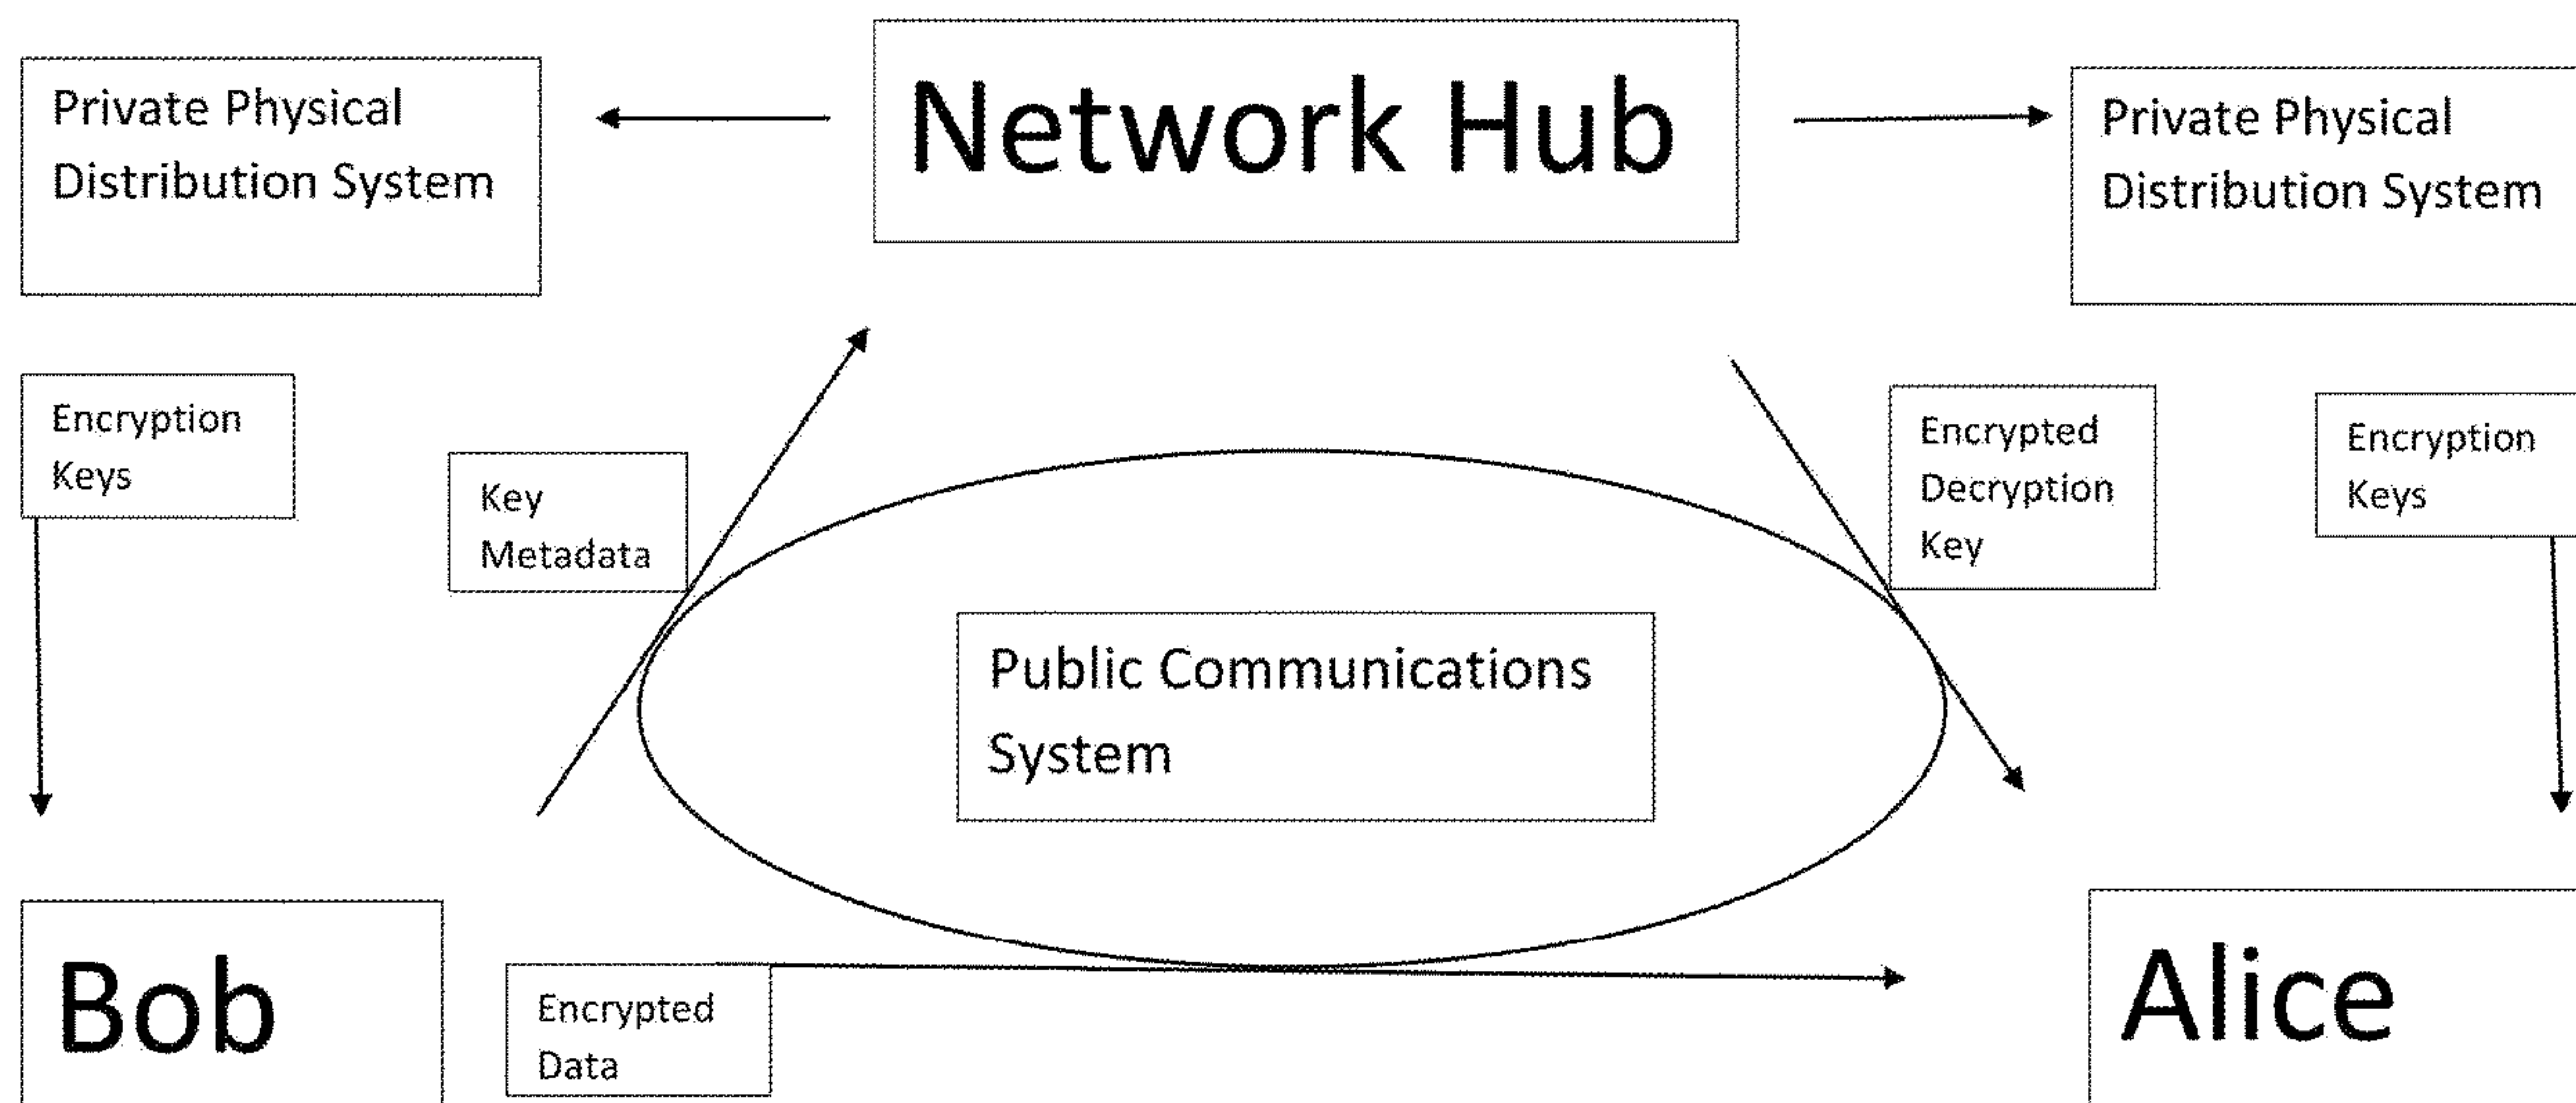 Private Physical
Distribution System
Network Hub
Private Physical
Distribution System
Encryption
Keys
Key
Metadata
Encrypted
Decryption
Key
Encryption
Keys
Public Communications
System
Bob
Encrypted
Data
Alice